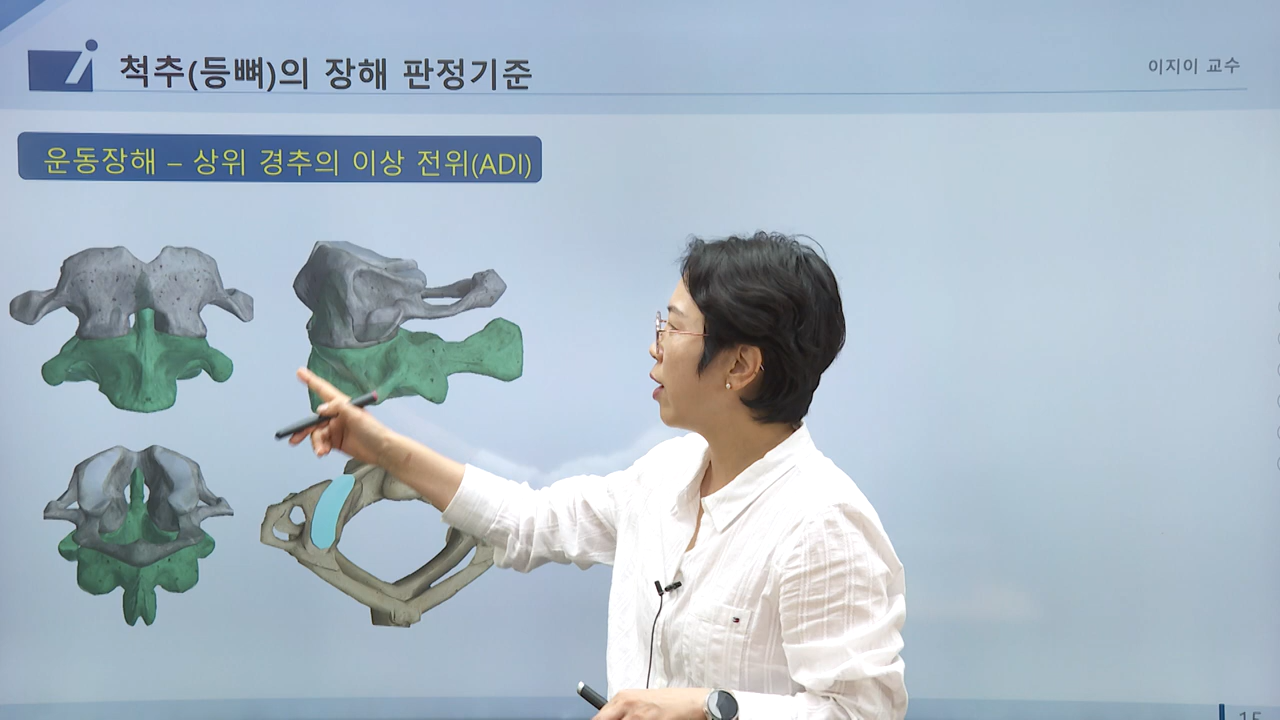 척추(등뼈)의 장해 판정기준
이지이 교수
운동장해 – 상위 경추의 이상 전위(ADI)
15